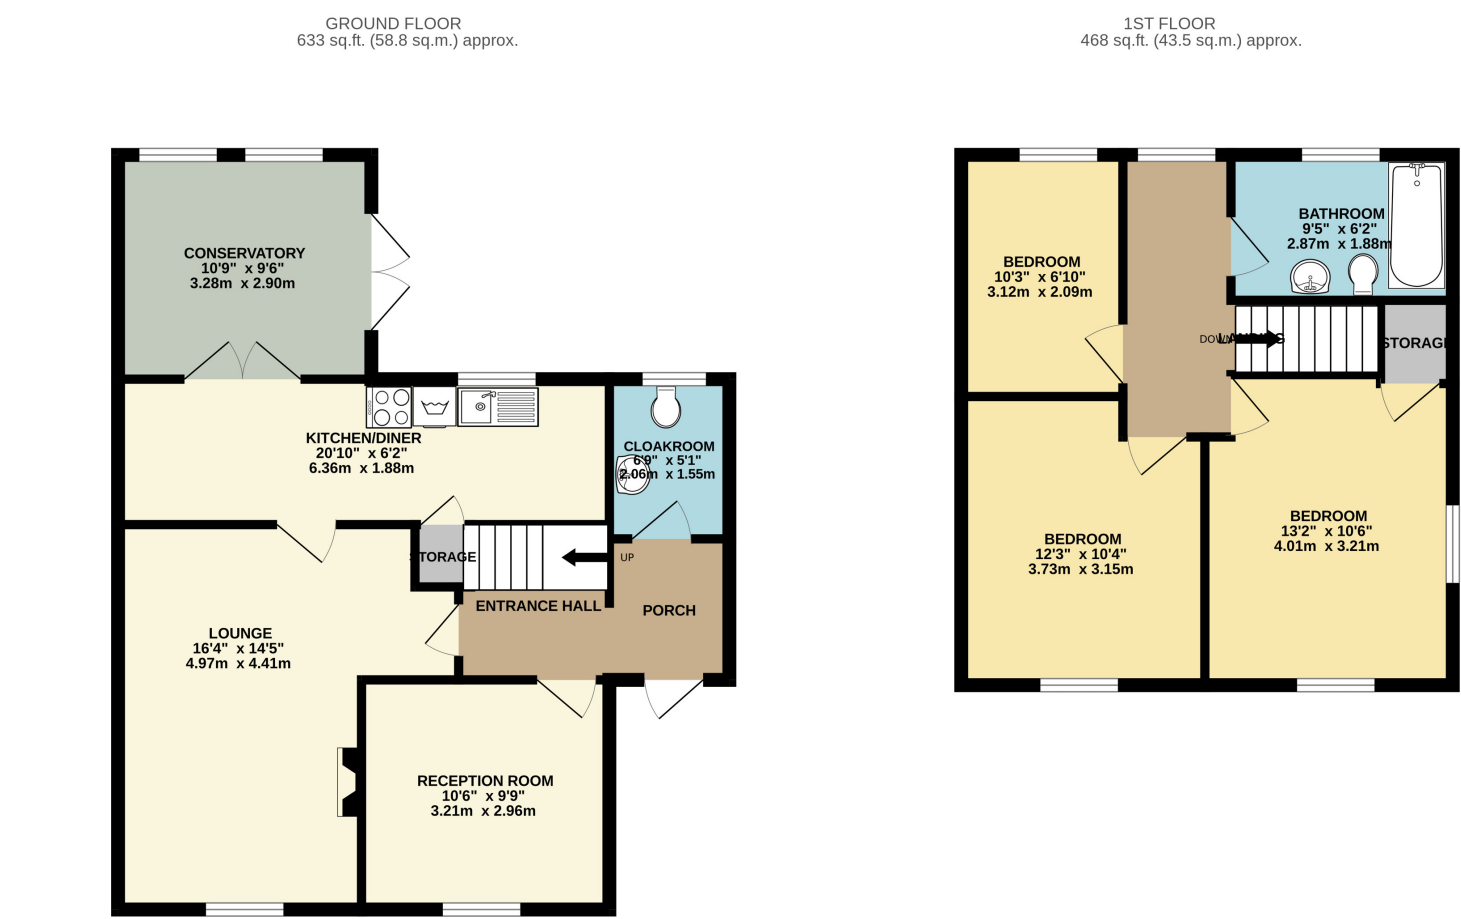 GROUND FLOOR
633 sq.ft. (58.8 sq.m.) approx.
1ST FLOOR
468 sq.ft. (43.5 sq.m.) approx.
CONSERVATORY
10'9" x 9'6"
3.28m x 2.90m
KITCHEN/DINER
20'10" x 6'2"
6.36m x 1.88m
CLOAKROOM
6'9" x 5'1"
2.06m x 1.55m
STORAGE
UP
ENTRANCE HALL
PORCH
LOUNGE
16'4" x 14'5"
4.97m x 4.41m
RECEPTION ROOM
10'6" x 9'9"
3.21m x 2.96m
BATHROOM
9'5" x 6'2"
2.87m x 1.88m
BEDROOM
10'3" x 6'10"
3.12m x 2.09m
DOWN
LANDING
STORAGE
BEDROOM
12'3" x 10'4"
3.73m x 3.15m
BEDROOM
13'2" x 10'6"
4.01m x 3.21m